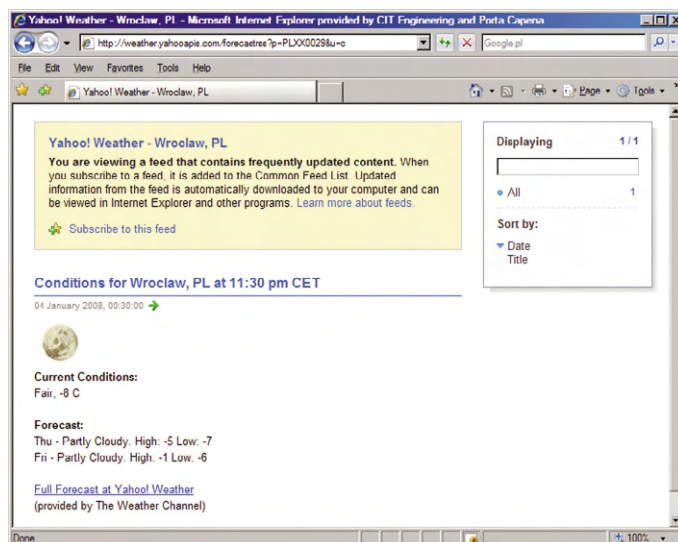 Yahoo! Weather - Wroclaw, PL - Microsoft Internet Explorer provided by CIT Engineering and Porta Capena
http://weather.yahooapis.com/forecastrss?p=PLXX0029&u=c
Google.pl
File Edit View Favorites Tools Help
Yahoo! Weather - Wroclaw, PL
Page Tools
Yahoo! Weather - Wroclaw, PL
You are viewing a feed that contains frequently updated content. When
you subscribe to a feed, it is added to the Common Feed List. Updated
information from the feed is automatically downloaded to your computer and can
be viewed in Internet Explorer and other programs. Learn more about feeds.
Subscribe to this feed
Displaying 1 / 1
All 1
Sort by:
Date
Title
Conditions for Wroclaw, PL at 11:30 pm CET
04 January 2008, 00:30:00
Current Conditions:
Fair, -8 C
Forecast:
Thu - Partly Cloudy. High: -5 Low: -7
Fri - Partly Cloudy. High: -1 Low: -6
Full Forecast at Yahoo! Weather
(provided by The Weather Channel)
Done
100%